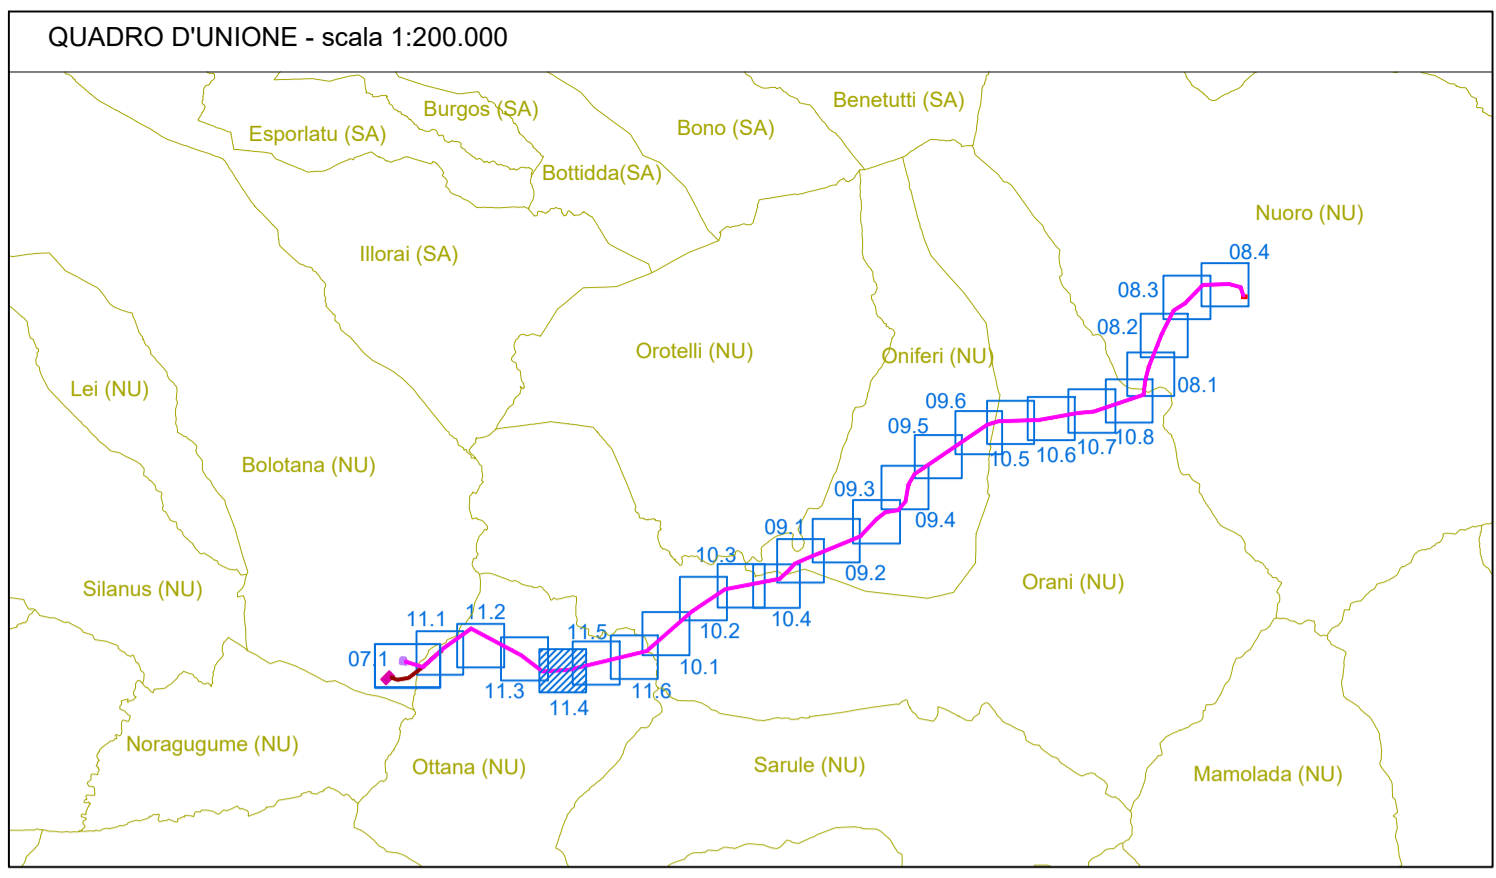 QUADRO D'UNIONE - scala 1:200.000
Benetutti (SA)
Burgos (SA)
Bono (SA)
Esporlatu (SA)
Bottidda(SA)
Nuoro (NU)
Illorai (SA)
08.4
08.3
08.2
Orotelli (NU)
Oniferi (NU)
Lei (NU)
08.1
09.6
09.5
10.8
10.7
10.6
10.5
Bolotana (NU)
09.3
09.4
09.1
10.3
09.2
Orani (NU)
Silanus (NU)
11.1
11.2
10.4
10.2
11.5
07.1
10.1
11.3
11.6
11.4
Noragugume (NU)
Ottana (NU)
Sarule (NU)
Mamolada (NU)